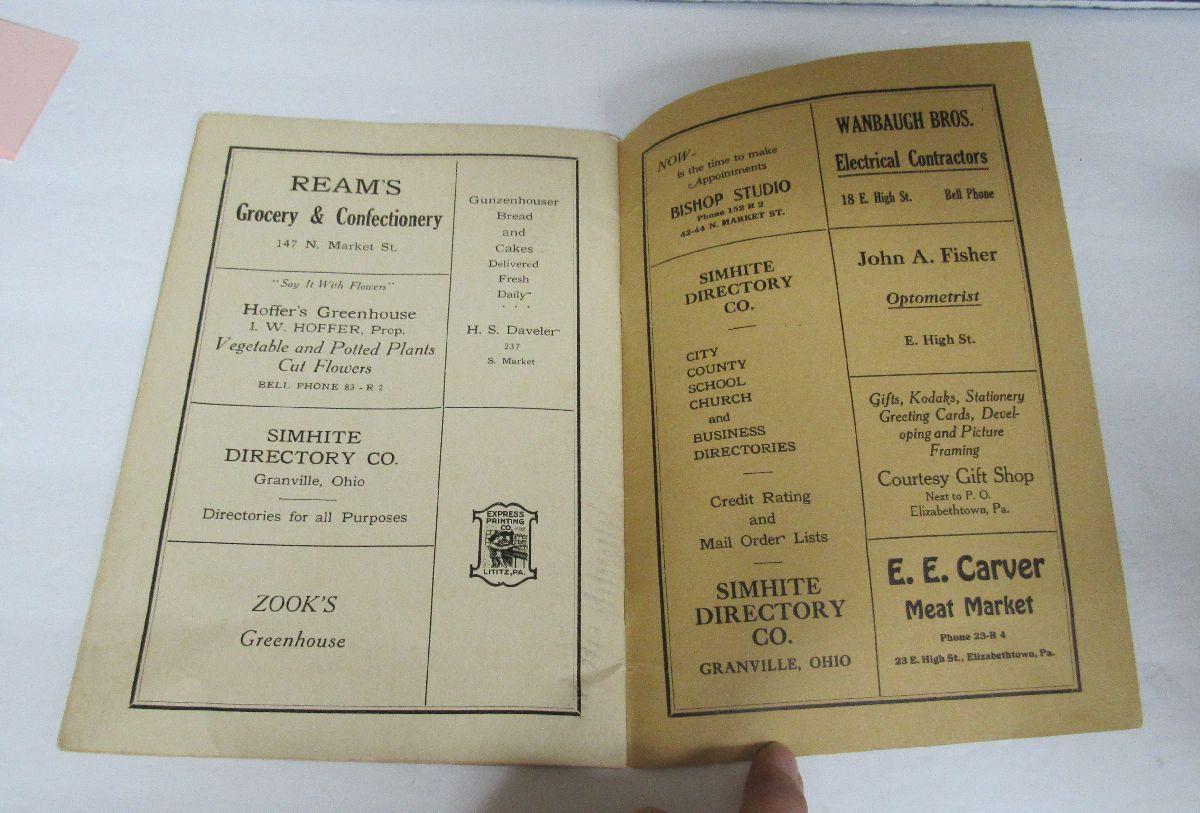 REAM'S
Grocery & Confectionery
147 N. Market St.
"Say It With Flowers"
Hoffer's Greenhouse
I. W. HOFFER, Prop.
Vegetable and Potted Plants
Cut Flowers
BELL PHONE 83 - R 2
SIMHITE
DIRECTORY CO.
Granville, Ohio
Directories for all Purposes
ZOOK'S
Greenhouse
Gunzenhouser
Bread
and
Cakes
Delivered
Fresh
Daily
H. S. Daveler
237
S. Market
EXPRESS
PRINTING
CO.
LITITZ, PA.
NOW-
is the time to make
Appointments
BISHOP STUDIO
Phone 152 R 2
42-44 N. MARKET ST.
SIMHITE
DIRECTORY
CO.
CITY
COUNTY
SCHOOL
CHURCH
and
BUSINESS
DIRECTORIES
Credit Rating
and
Mail Order Lists
SIMHITE
DIRECTORY
CO.
GRANVILLE, OHIO
WANBAUGH BROS.
Electrical Contractors
18 E. High St. Bell Phone
John A. Fisher
Optometrist
E. High St.
Gifts, Kodaks, Stationery
Greeting Cards, Devel-
oping and Picture
Framing
Courtesy Gift Shop
Next to P. O.
Elizabethtown, Pa.
E. E. Carver
Meat Market
Phone 23-R 4
23 E. High St., Elizabethtown, Pa.